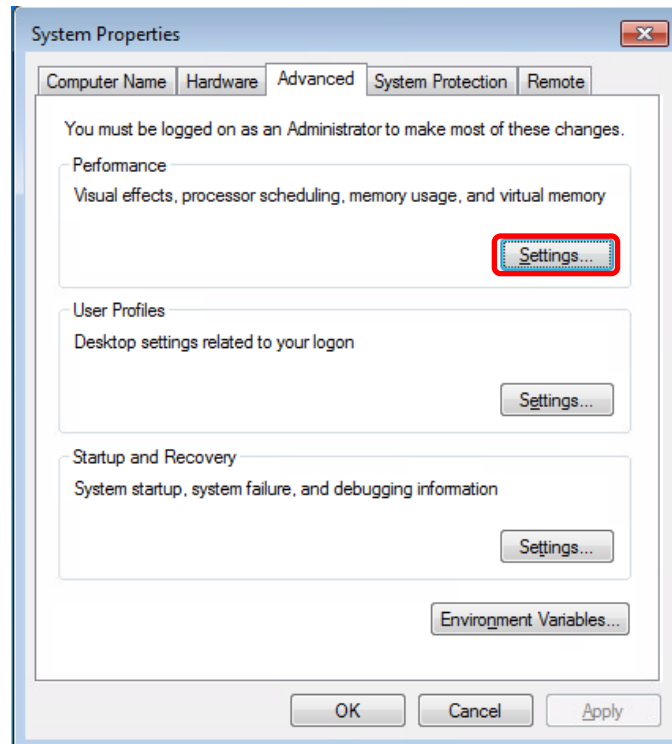 System Properties
Computer Name Hardware Advanced System Protection Remote
You must be logged on as an Administrator to make most of these changes.
Performance
Visual effects, processor scheduling, memory usage, and virtual memory
Settings...
User Profiles
Desktop settings related to your logon
Settings...
Startup and Recovery
System startup, system failure, and debugging information
Settings...
Environment Variables...
OK Cancel Apply